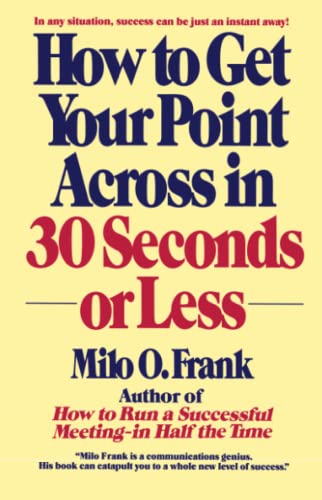 In any situation, success can be just an instant away!
How to Get
Your Point
Across in
30 Seconds
or Less
Milo O. Frank
Author of
How to Run a Successful
Meeting-in Half the Time
"Milo Frank is a communications genius.
His book can catapult you to a whole new level of success."